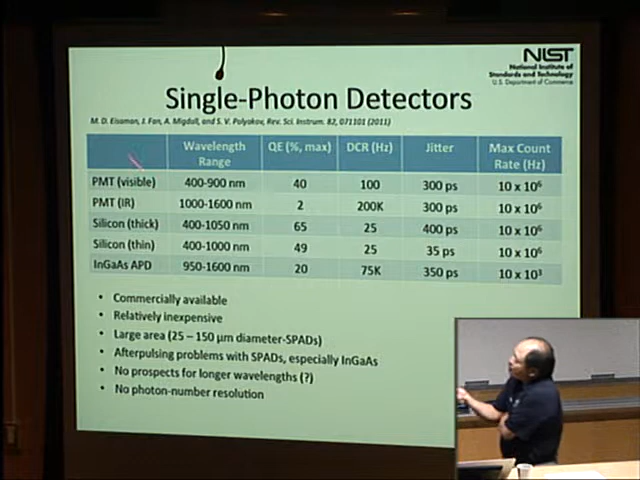 NIST
National Institute of
Standards and Technology
U.S. Department of Commerce
Single-Photon Detectors
M. D. Eisaman, J. Fan, A. Migdall, and S. V. Polyakov, Rev. Sci. Instrum. 82, 071101 (2011)
Wavelength Range QE (%, max) DCR (Hz) Jitter Max Count Rate (Hz)
PMT (visible) 400-900 nm 40 100 300 ps 10 x 10⁶
PMT (IR) 1000-1600 nm 2 200K 300 ps 10 x 10⁶
Silicon (thick) 400-1050 nm 65 25 400 ps 10 x 10⁶
Silicon (thin) 400-1000 nm 49 25 35 ps 10 x 10⁶
InGaAs APD 950-1600 nm 20 75K 350 ps 10 x 10³
• Commercially available
• Relatively inexpensive
• Large area (25 – 150 μm diameter-SPADs)
• Afterpulsing problems with SPADs, especially InGaAs
• No prospects for longer wavelengths (?)
• No photon-number resolution